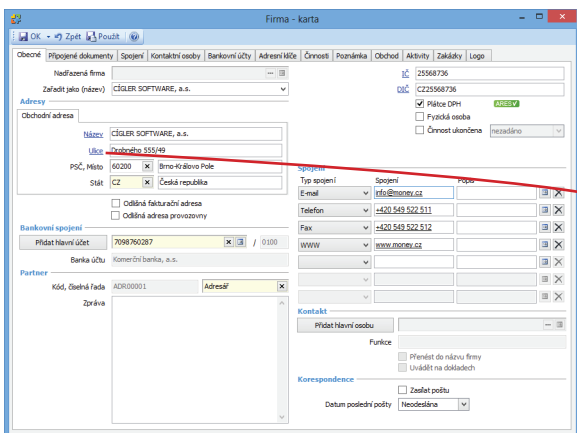 Firma - karta
OK Zpět Použít
Obecné Připojené dokumenty Spojení Kontaktní osoby Bankovní účty Adresní klíče Činnosti Poznámka Obchod Aktivity Zakázky Logo
Nadřazená firma
IČ 25568736
Zařadit jako (název) CÍGLER SOFTWARE, a.s.
DIČ CZ25568736
Adresy
Plátce DPH ARES
Fyzická osoba
Obchodní adresa
Činnost ukončena nezadáno
Název CÍGLER SOFTWARE, a.s.
Ulice Drobného 555/49
PSČ, Místo 60200 Brno-Královo Pole
Stát CZ Česká republika
Odlišná fakturační adresa
Odlišná adresa provozovny
Spojení
Typ spojení Spojení Popis
E-mail info@money.cz
Telefon +420 549 522 511
Fax +420 549 522 512
WWW www.money.cz
Bankovní spojení
Přidat hlavní účet 7098760287 / 0100
Banka účtu Komerční banka, a.s.
Partner
Kód, číselná řada ADR00001 Adresář
Zpráva
Kontakt
Přidat hlavní osobu
Funkce
Přenést do názvu firmy
Uvádět na dokladech
Korespondence
Zasílat poštu
Datum poslední pošty Neodeslána